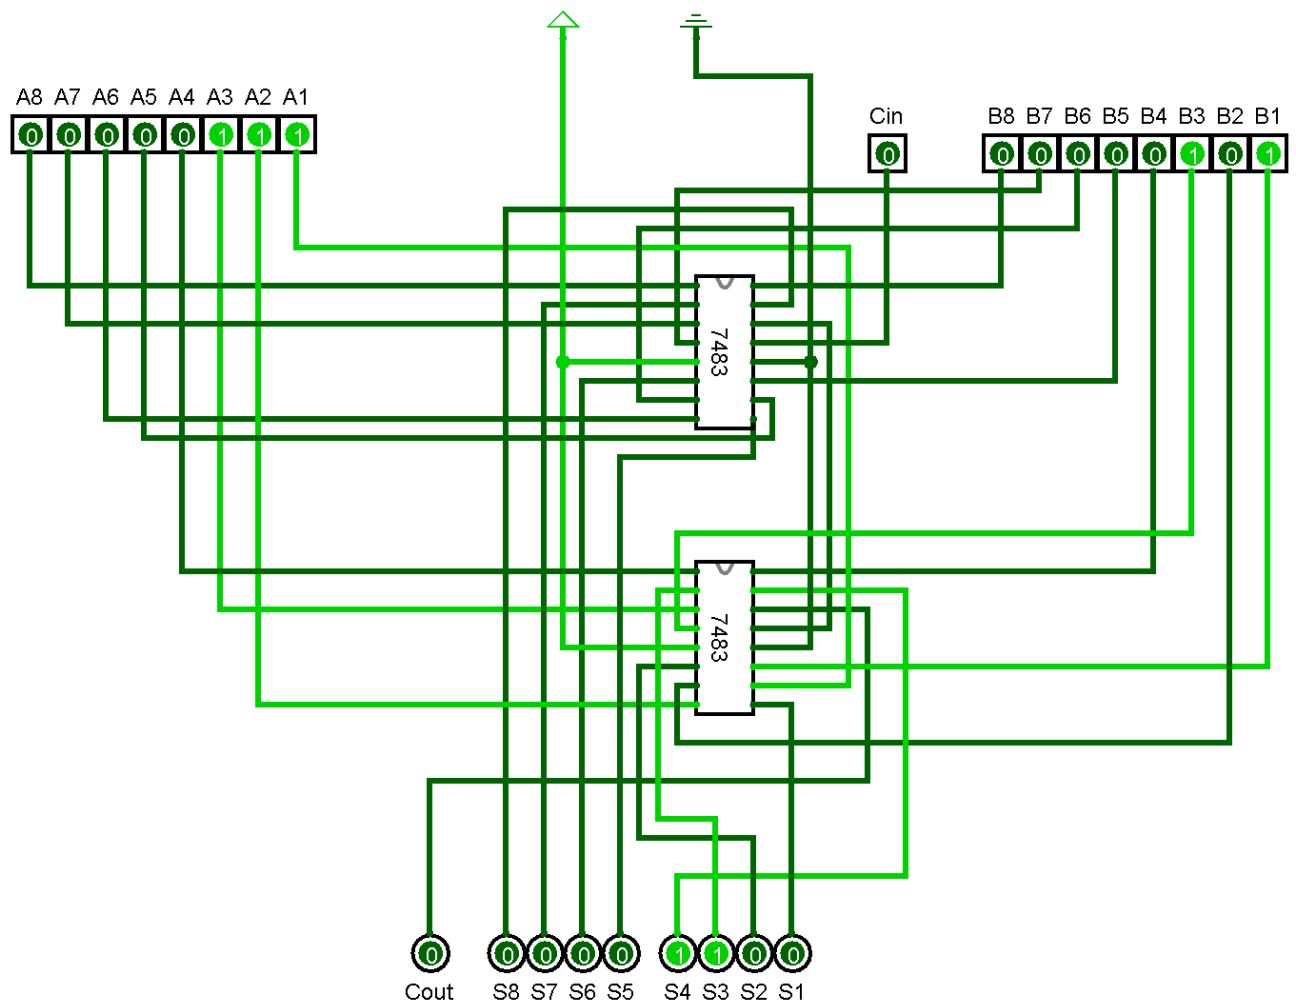 A8 A7 A6 A5 A4 A3 A2 A1
0 0 0 0 0 1 1 1
Cin
0
B8 B7 B6 B5 B4 B3 B2 B1
0 0 0 0 0 1 0 1
7483
7483
0 0 0 0 0 1 1 0 0
Cout S8 S7 S6 S5 S4 S3 S2 S1